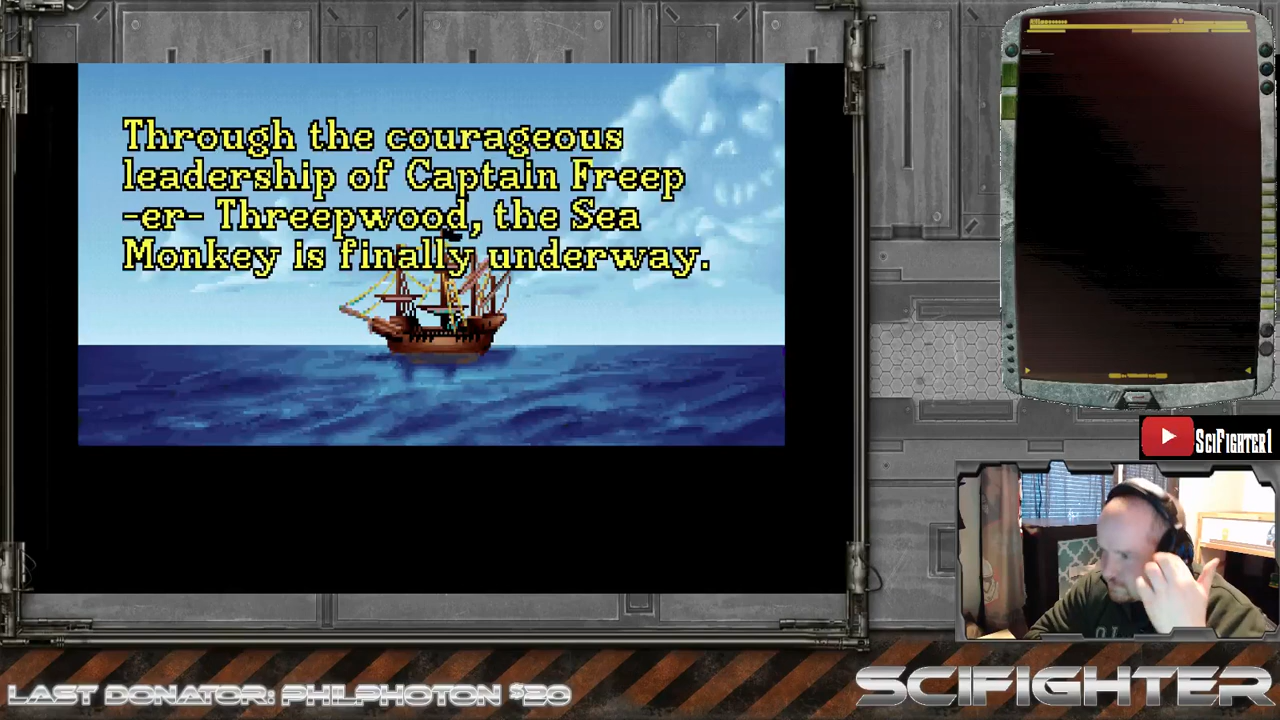 Through the courageous
leadership of Captain Freep
-er- Threepwood, the Sea
Monkey is finally underway.
SciFighter1
LAST DONATOR: PHILPHOTON $20
SCIFIGHTER